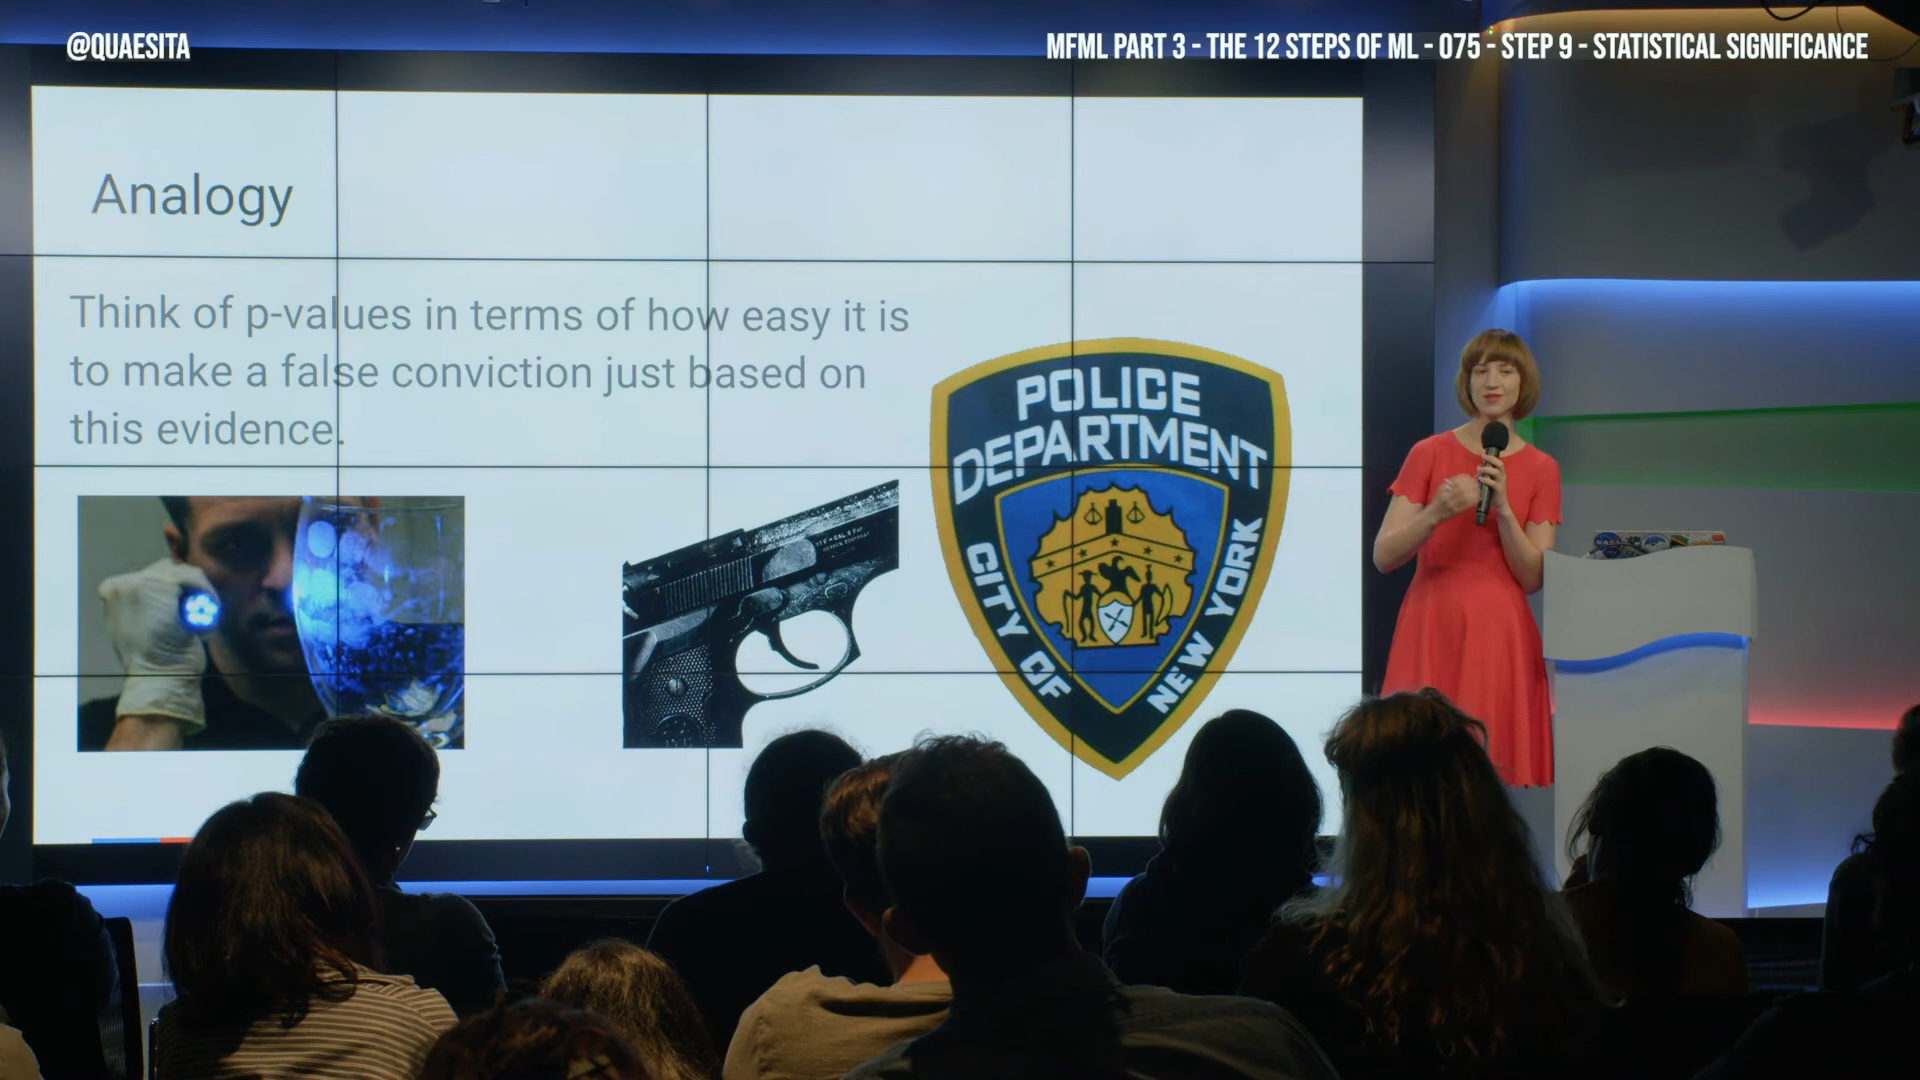 @QUAESITA
MFML PART 3 - THE 12 STEPS OF ML - 075 - STEP 9 - STATISTICAL SIGNIFICANCE
Analogy
Think of p-values in terms of how easy it is
to make a false conviction just based on
this evidence.
POLICE
DEPARTMENT
CITY OF
NEW YORK